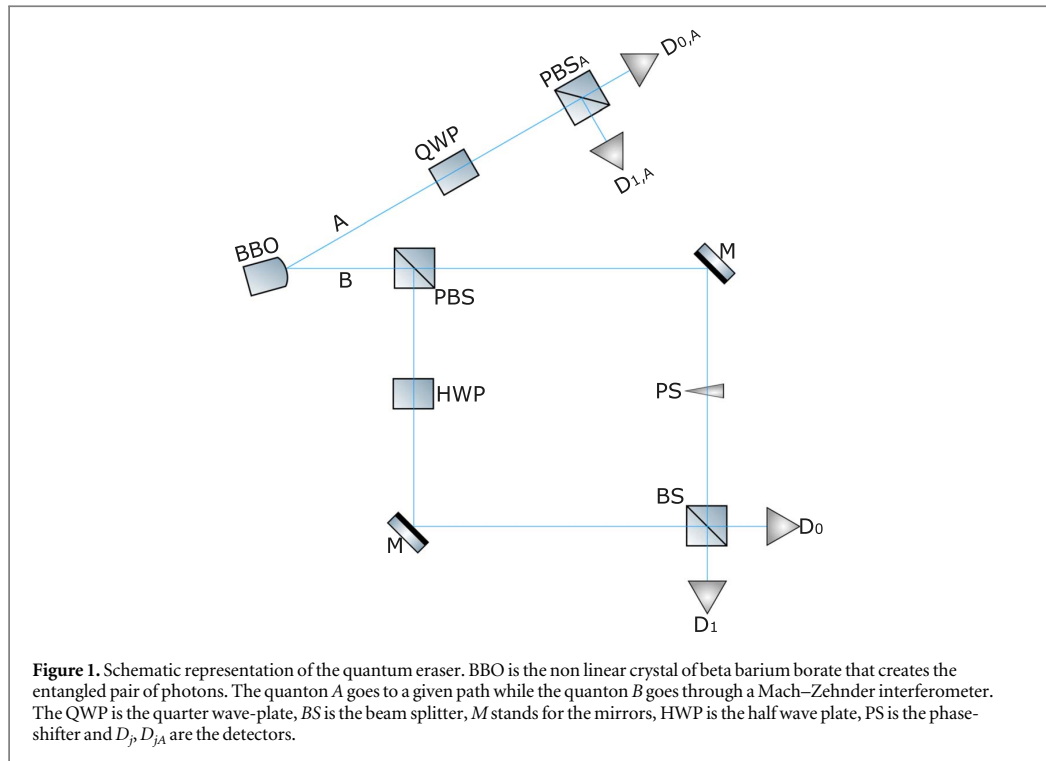 D0,A
PBSA
QWP
D1,A
A
BBO
M
B
PBS
HWP
PS
BS
D0
M
D1
Figure 1. Schematic representation of the quantum eraser. BBO is the non linear crystal of beta barium borate that creates the
entangled pair of photons. The quanton A goes to a given path while the quanton B goes through a Mach–Zehnder interferometer.
The QWP is the quarter wave-plate, BS is the beam splitter, M stands for the mirrors, HWP is the half wave plate, PS is the phase-
shifter and Dj, DjA are the detectors.